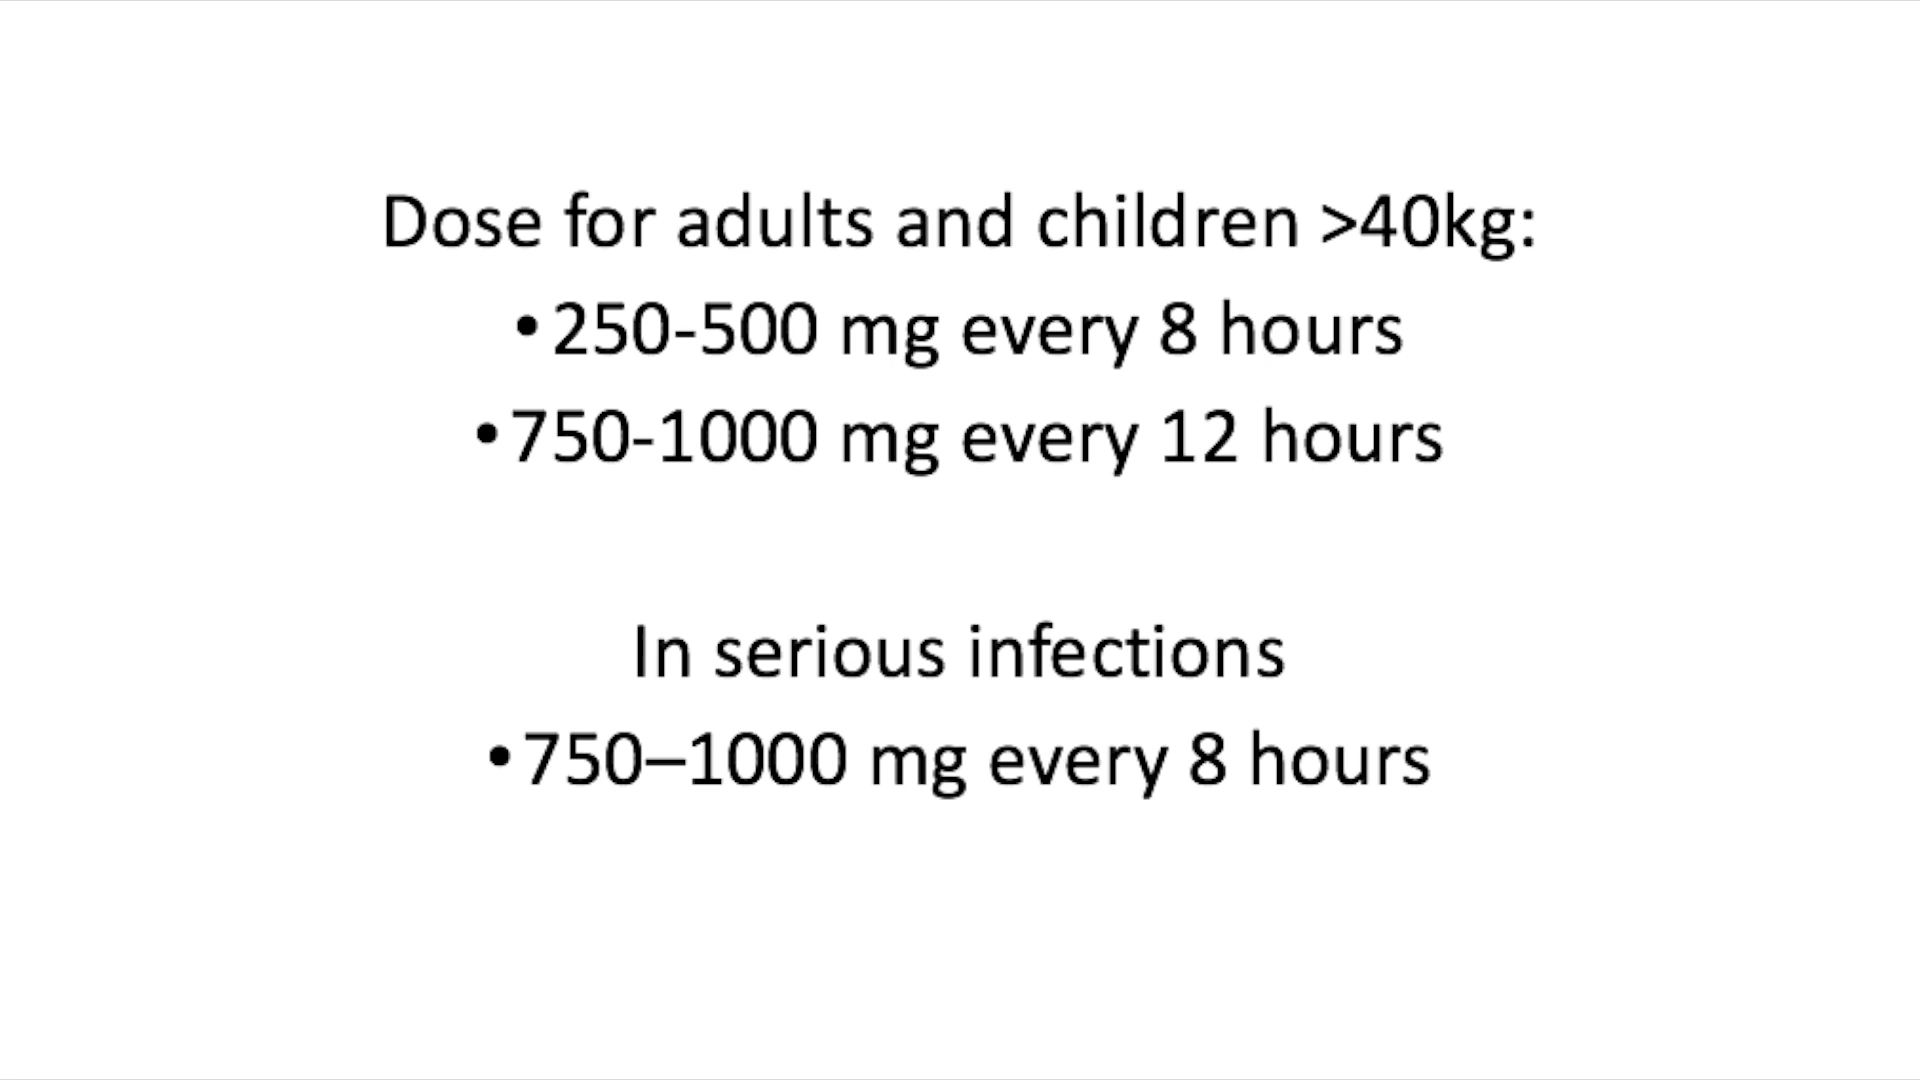 Dose for adults and children >40kg:
•250-500 mg every 8 hours
•750-1000 mg every 12 hours
In serious infections
•750–1000 mg every 8 hours